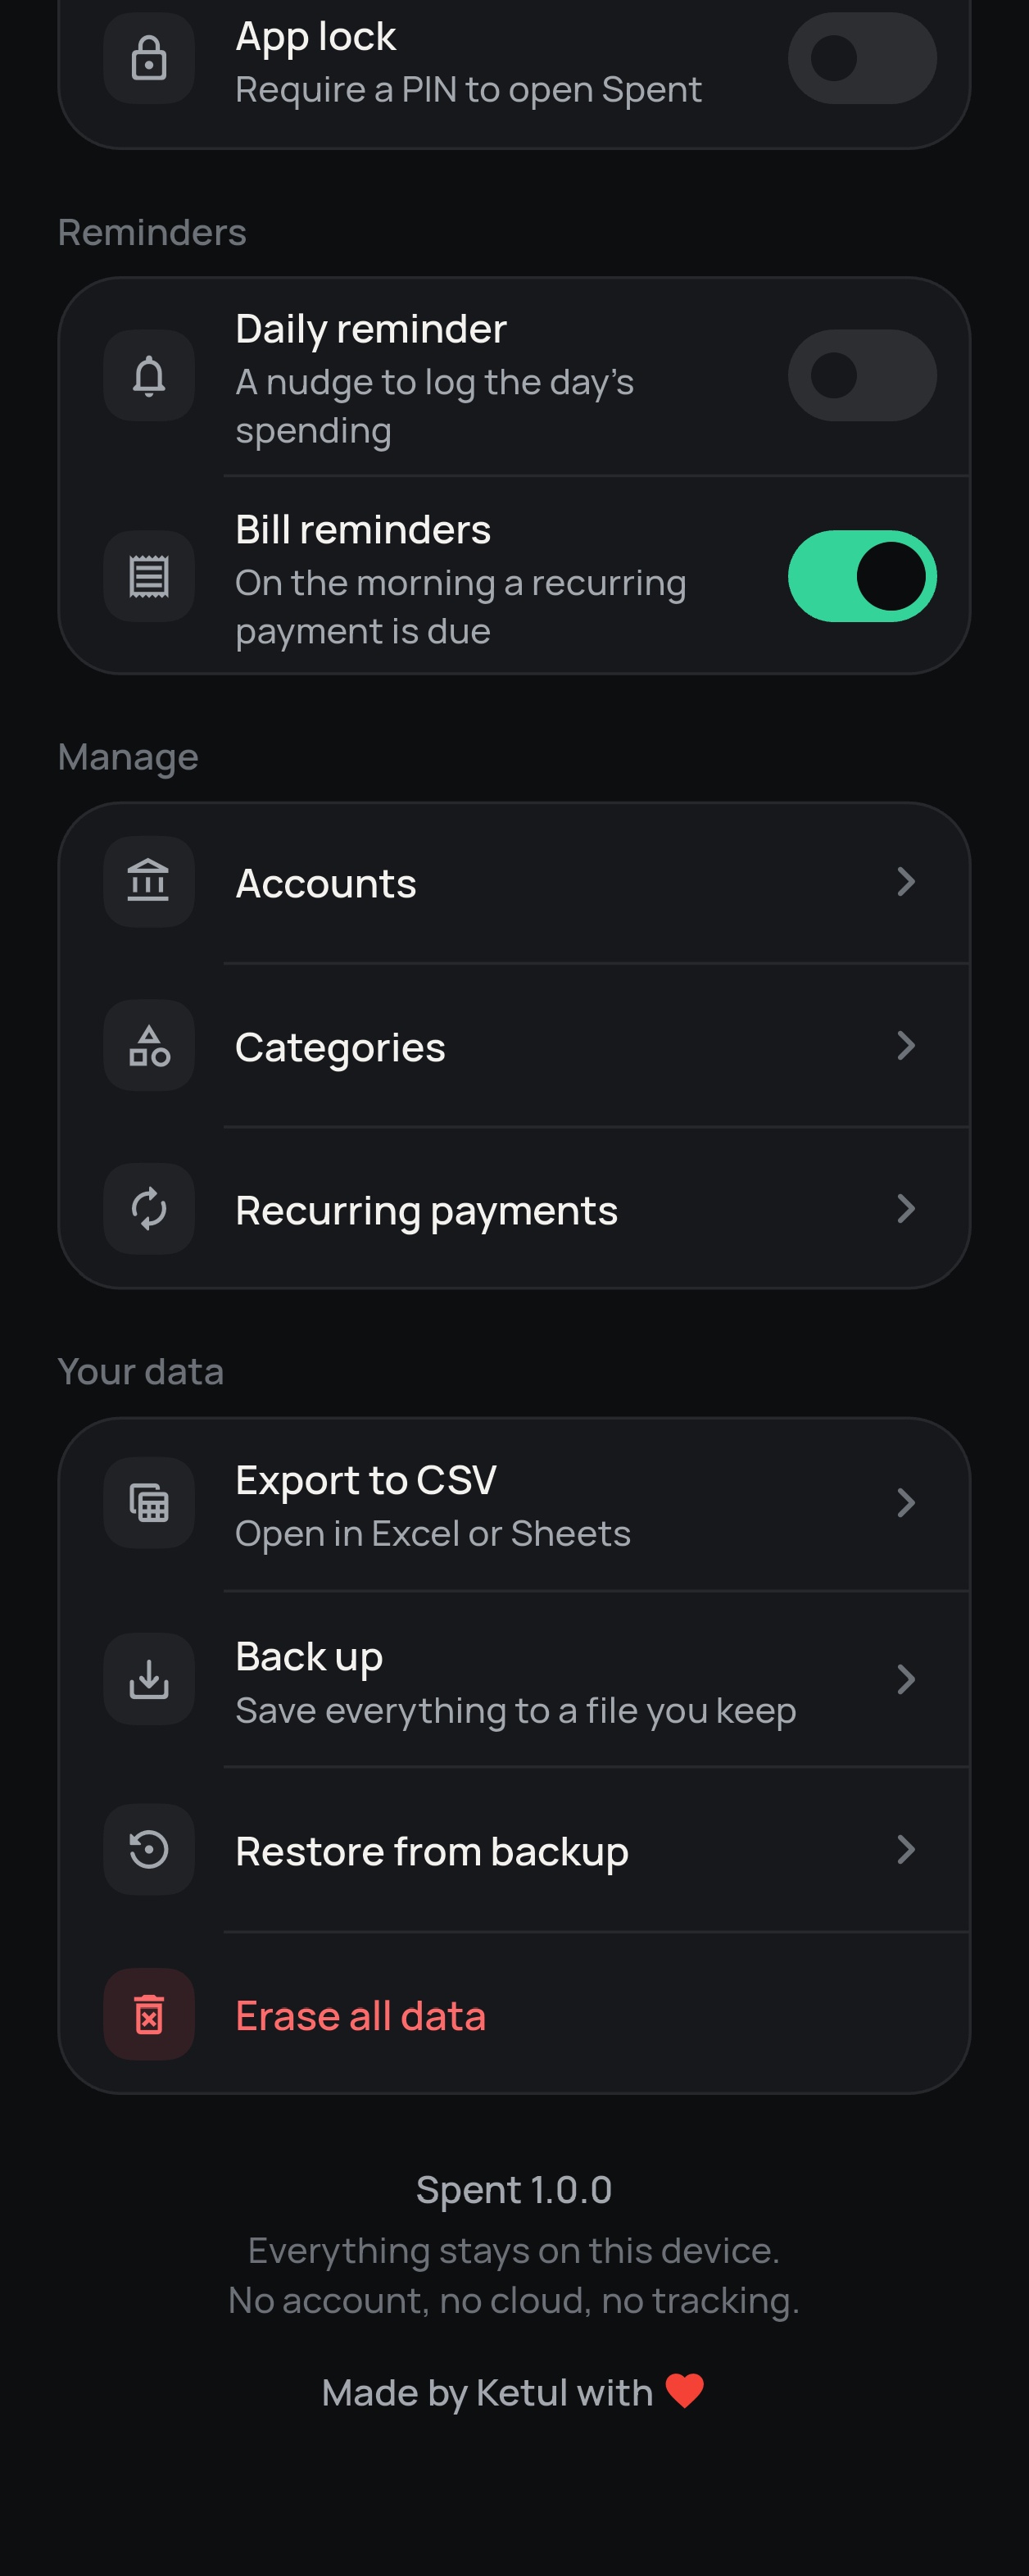 App lock
Require a PIN to open Spent
Reminders
Daily reminder
A nudge to log the day’s
spending
Bill reminders
On the morning a recurring
payment is due
Manage
Accounts
Categories
Recurring payments
Your data
Export to CSV
Open in Excel or Sheets
Back up
Save everything to a file you keep
Restore from backup
Erase all data
Spent 1.0.0
Everything stays on this device.
No account, no cloud, no tracking.
Made by Ketul with ❤️